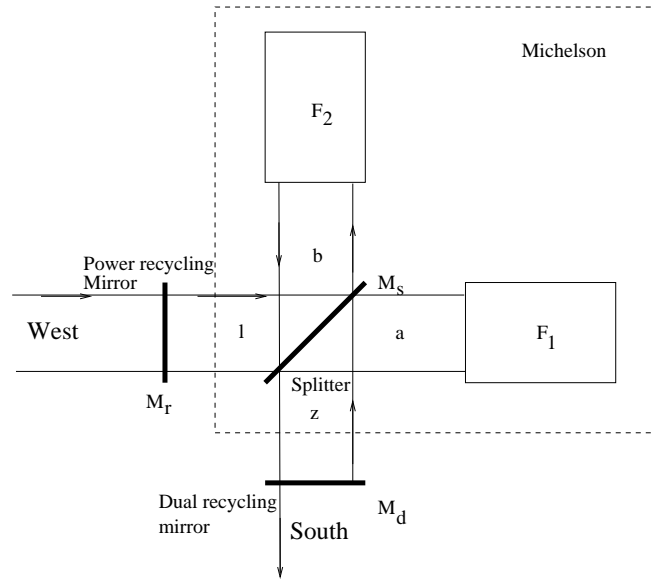 Michelson
F2
b
Power recycling
Mirror
Ms
West
l
a
F1
Splitter
Mr
z
Dual recycling
mirror
Md
South